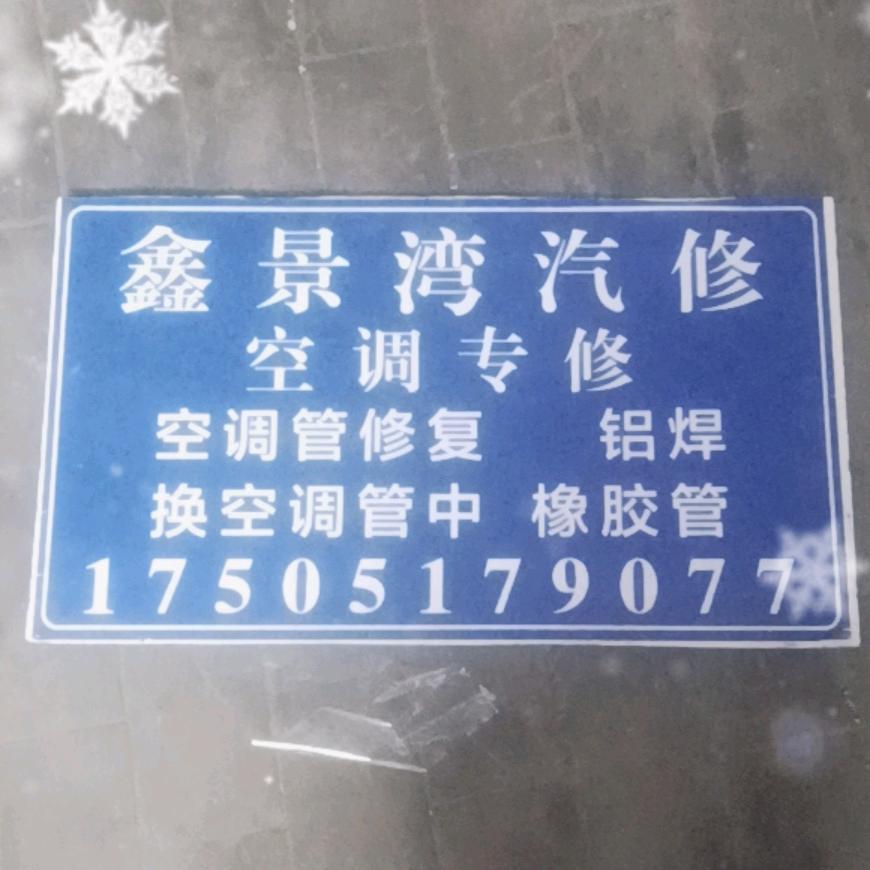 鑫景湾汽修
空调专修
空调管修复 铝焊
换空调管中 橡胶管
17505179077